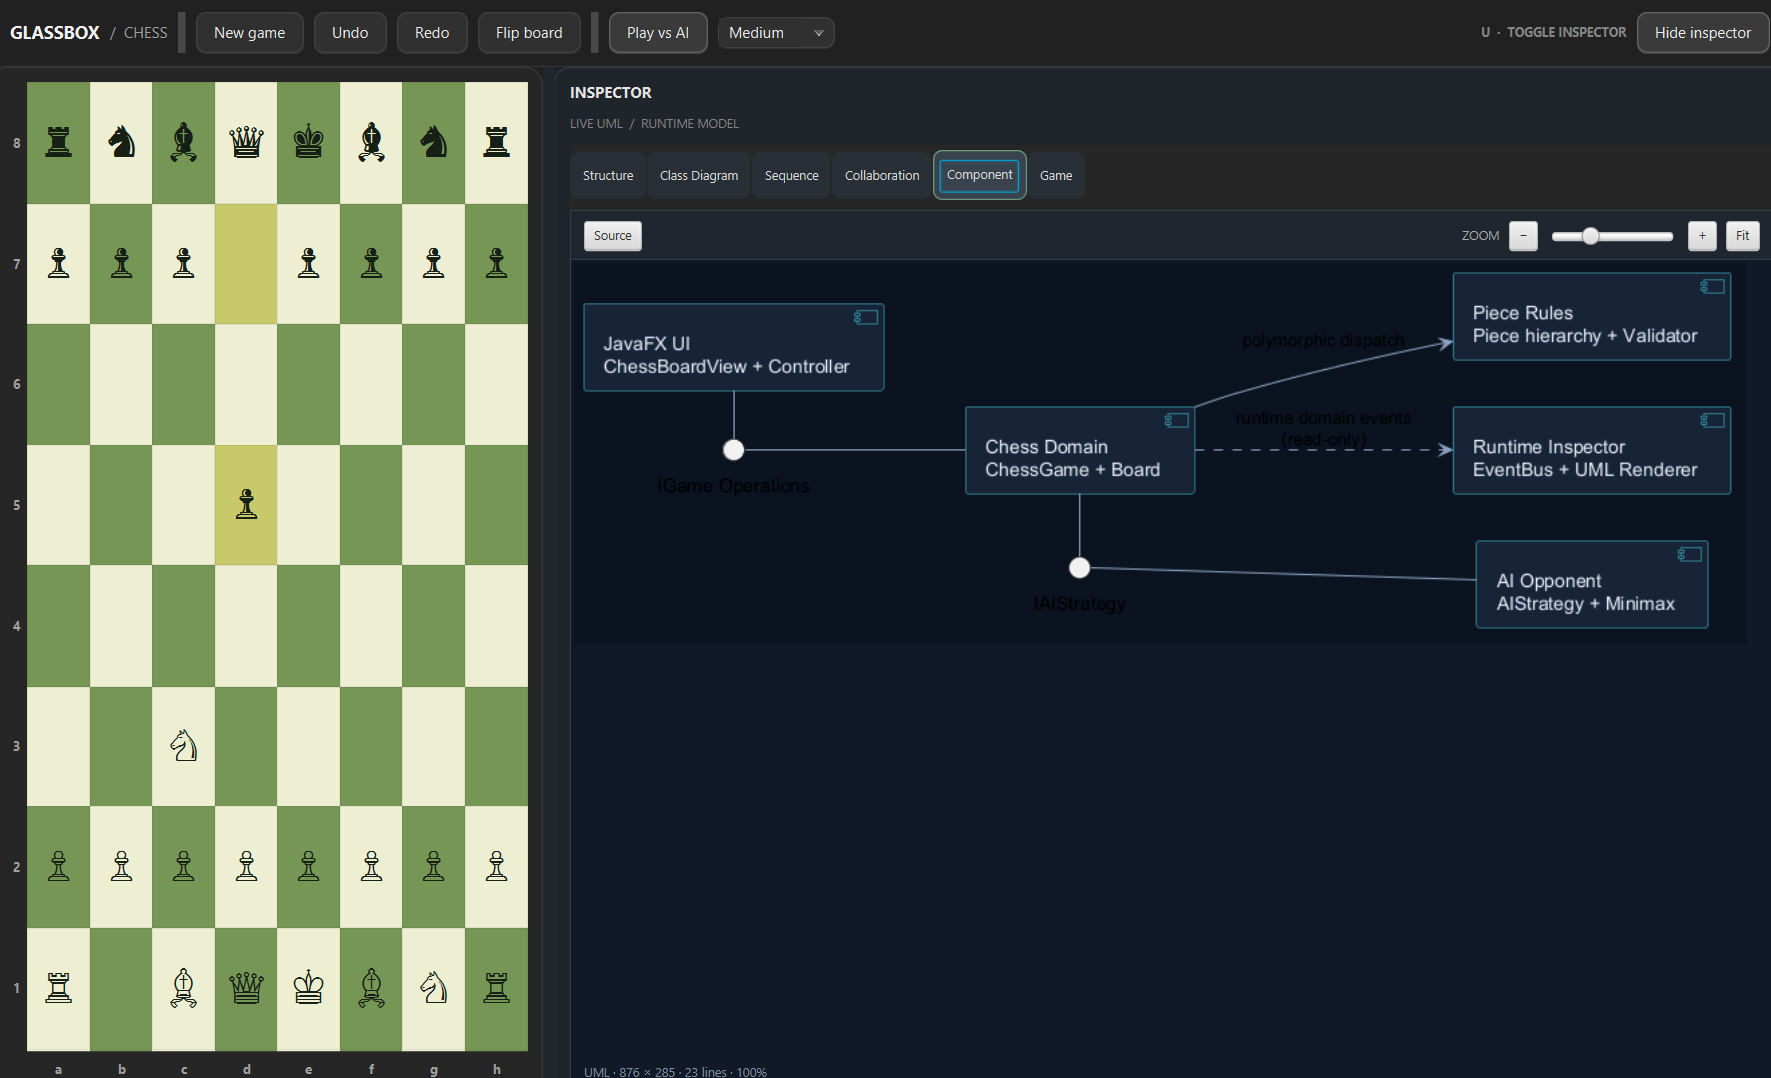 GLASSBOX / CHESS
New game
Undo
Redo
Flip board
Play vs AI
Medium
U · TOGGLE INSPECTOR
Hide inspector
8
7
6
5
4
3
2
1
a b c d e f g h
INSPECTOR
LIVE UML / RUNTIME MODEL
Structure
Class Diagram
Sequence
Collaboration
Component
Game
Source
ZOOM
−
+
Fit
JavaFX UI
ChessBoardView + Controller
IGame Operations
Chess Domain
ChessGame + Board
IAIStrategy
polymorphic dispatch
runtime domain events
(read-only)
Piece Rules
Piece hierarchy + Validator
Runtime Inspector
EventBus + UML Renderer
AI Opponent
AIStrategy + Minimax
UML · 876 × 285 · 23 lines · 100%